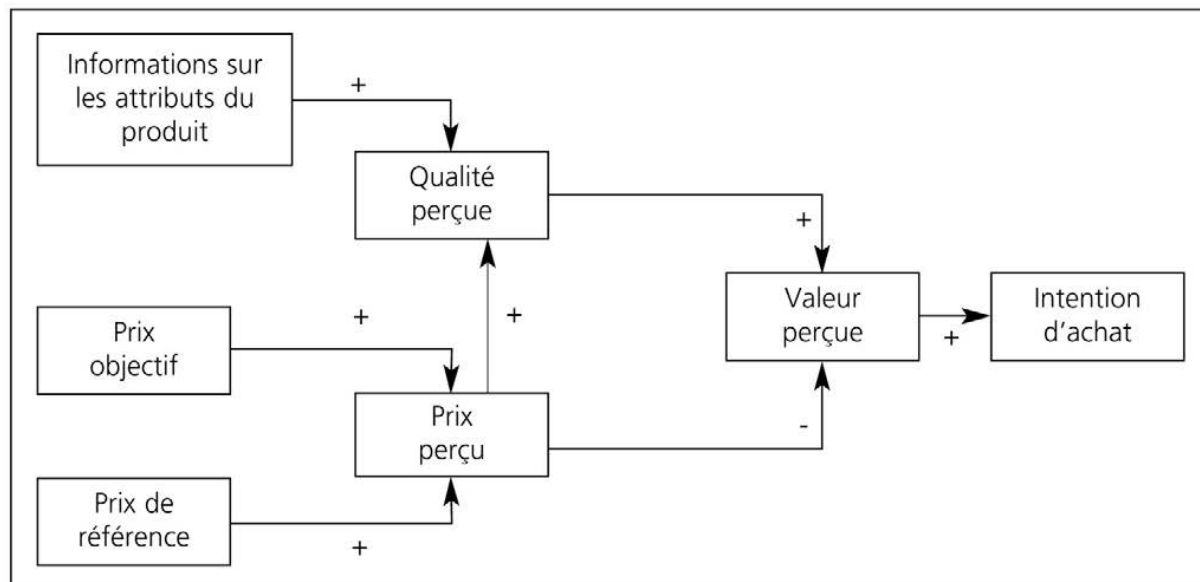 Informations sur
les attributs du
produit
+
Qualité
perçue
+
Prix
objectif
+
+
Valeur
perçue
+
Intention
d'achat
Prix
perçu
-
Prix de
référence
+